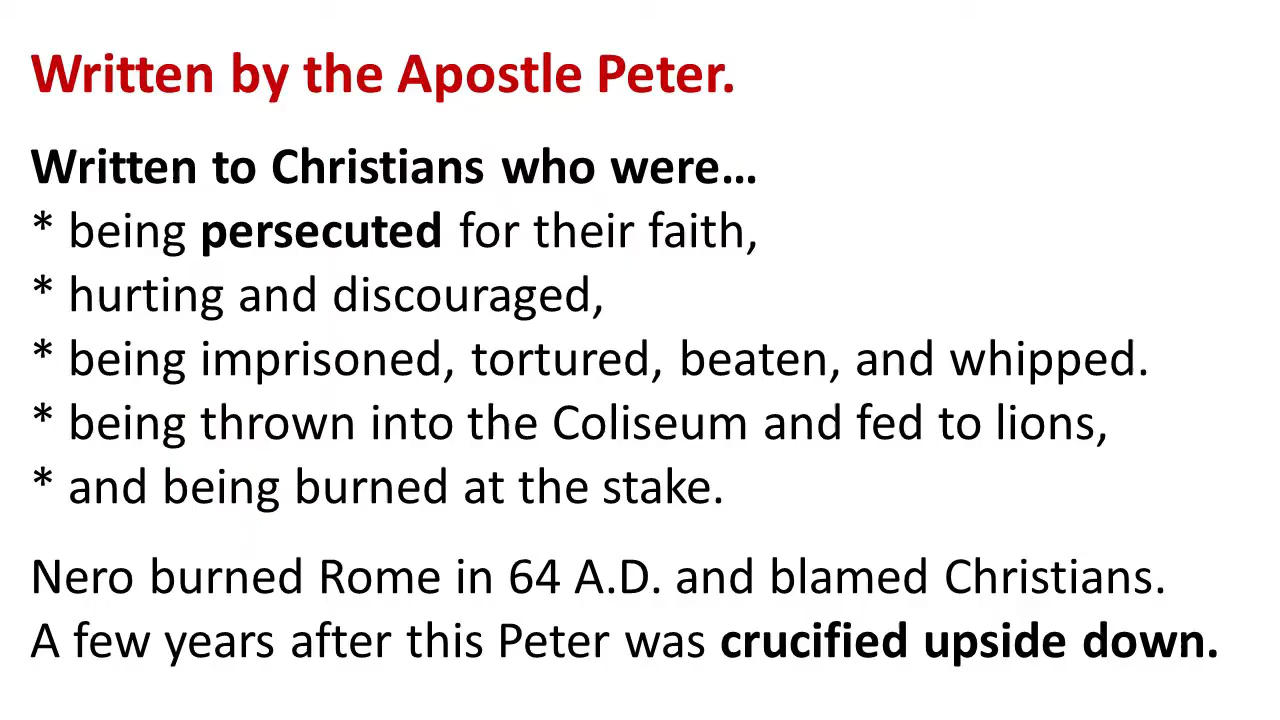 Written by the Apostle Peter.
Written to Christians who were…
* being persecuted for their faith,
* hurting and discouraged,
* being imprisoned, tortured, beaten, and whipped.
* being thrown into the Coliseum and fed to lions,
* and being burned at the stake.
Nero burned Rome in 64 A.D. and blamed Christians.
A few years after this Peter was crucified upside down.